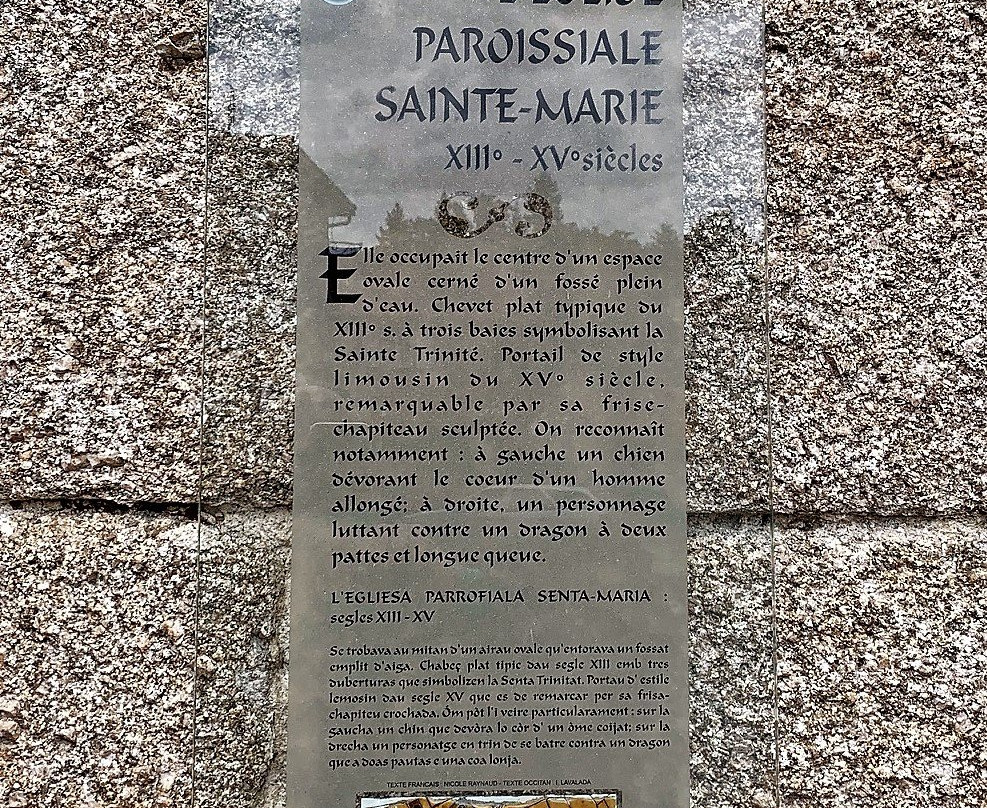 L'EGLISE
PAROISSIALE
SAINTE-MARIE
XIII° - XV° siècles
Elle occupait le centre d'un espace
ovale cerné d'un fossé plein
d'eau. Chevet plat typique du
XIII° s. à trois baies symbolisant la
Sainte Trinité. Portail de style
limousin du XV° siècle,
remarquable par sa frise-
chapiteau sculptée. On reconnaît
notamment : à gauche un chien
dévorant le coeur d'un homme
allongé; à droite, un personnage
luttant contre un dragon à deux
pattes et longue queue.
L'EGLIESA PARROFIALA SENTA-MARIA :
segles XIII - XV
Se trobava au mitan d'un airau ovale qu'entorava un fossat
emplit d'aiga. Chabeç plat tipic dau segle XIII emb tres
duberturas que simbolizen la Senta Trinitat. Portau d'estile
lemosin dau segle XV que es de remarcar per sa frisa-
chapiteu crochada. Òm pòt l'i veire particularament : sur la
gaucha un chin que devòra lo còr d'un òme coijat; sur la
drecha un personatge en trin de se batre contra un dragon
que a doas pautas e una coa lonja.
TEXTE FRANCAIS : NICOLE RAYNAUD - TEXTE OCCITAN : I. LAVALADA